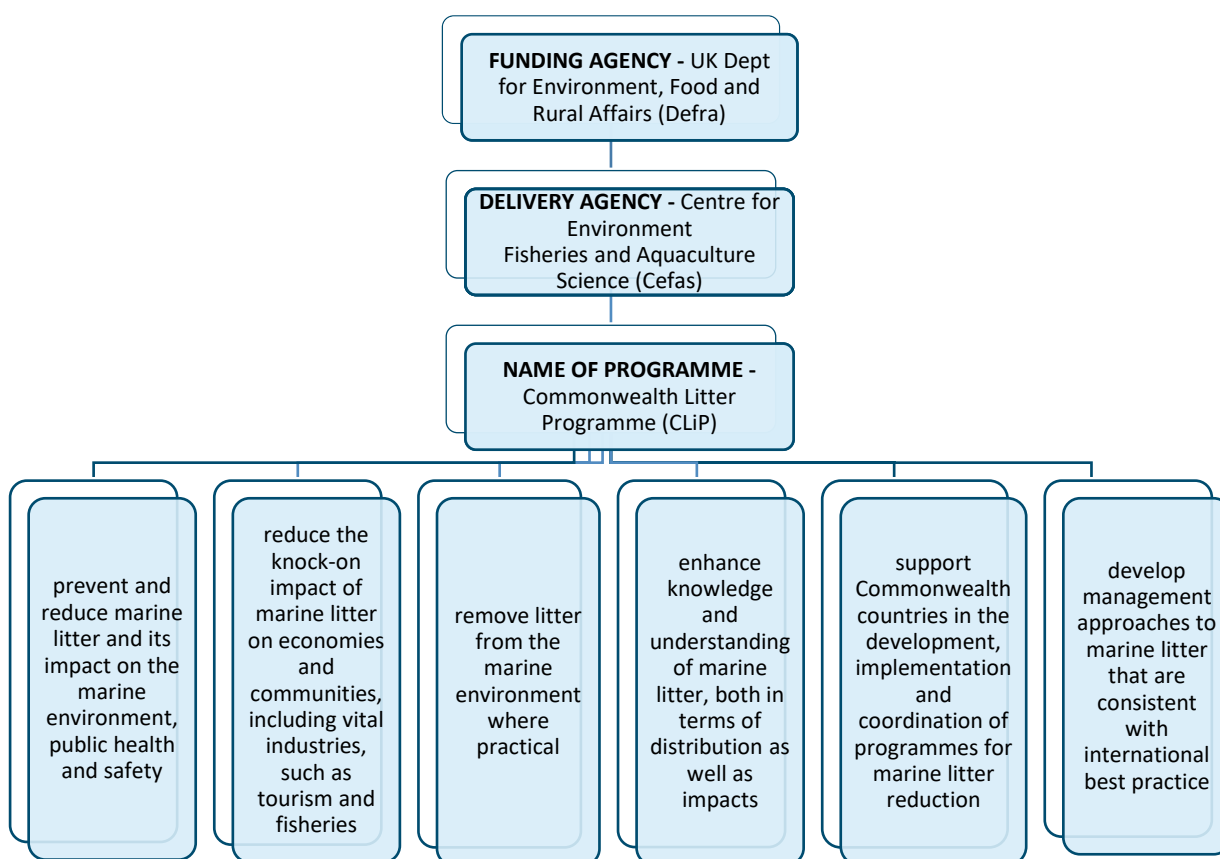 FUNDING AGENCY - UK Dept
for Environment, Food and
Rural Affairs (Defra)
DELIVERY AGENCY - Centre for
Environment
Fisheries and Aquaculture
Science (Cefas)
NAME OF PROGRAMME -
Commonwealth Litter
Programme (CLiP)
prevent and
reduce marine
litter and its
impact on the
marine
environment,
public health
and safety
reduce the
knock-on
impact of
marine litter
on economies
and
communities,
including vital
industries,
such as
tourism and
fisheries
remove litter
from the
marine
environment
where
practical
enhance
knowledge
and
understanding
of marine
litter, both in
terms of
distribution as
well as
impacts
support
Commonwealth
countries in the
development,
implementation
and
coordination of
programmes for
marine litter
reduction
develop
management
approaches to
marine litter
that are
consistent
with
international
best practice